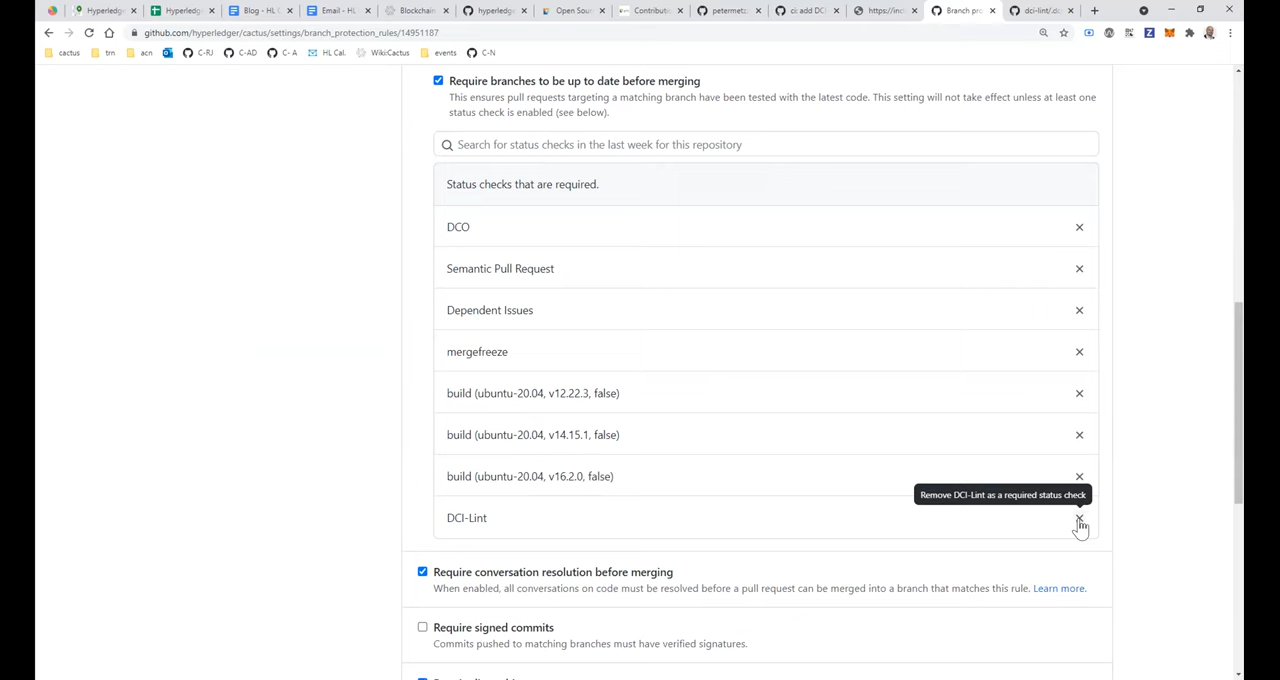 Hyperledger
Hyperledg
Blog - HL C
Email - HL
Blockchain
hyperledge
Open Sour
Contributio
petermetz
ci: add DC
https://inc
Branch pro
dci-lint/.dc
github.com/hyperledger/cactus/settings/branch_protection_rules/14951187
cactus
trn
acn
C-RJ
C-AD
C- A
HL Cal.
WikiCactus
events
C-N
Require branches to be up to date before merging
This ensures pull requests targeting a matching branch have been tested with the latest code. This setting will not take effect unless at least one
status check is enabled (see below).
Search for status checks in the last week for this repository
Status checks that are required.
DCO
Semantic Pull Request
Dependent Issues
mergefreeze
build (ubuntu-20.04, v12.22.3, false)
build (ubuntu-20.04, v14.15.1, false)
build (ubuntu-20.04, v16.2.0, false)
Remove DCI-Lint as a required status check
DCI-Lint
Require conversation resolution before merging
When enabled, all conversations on code must be resolved before a pull request can be merged into a branch that matches this rule. Learn more.
Require signed commits
Commits pushed to matching branches must have verified signatures.